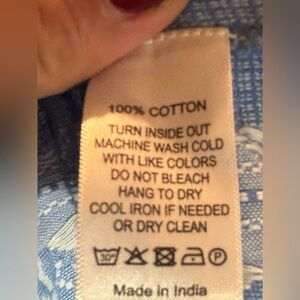 100% COTTON
TURN INSIDE OUT
MACHINE WASH COLD
WITH LIKE COLORS
DO NOT BLEACH
HANG TO DRY
COOL IRON IF NEEDED
OR DRY CLEAN
30° P
Made in India